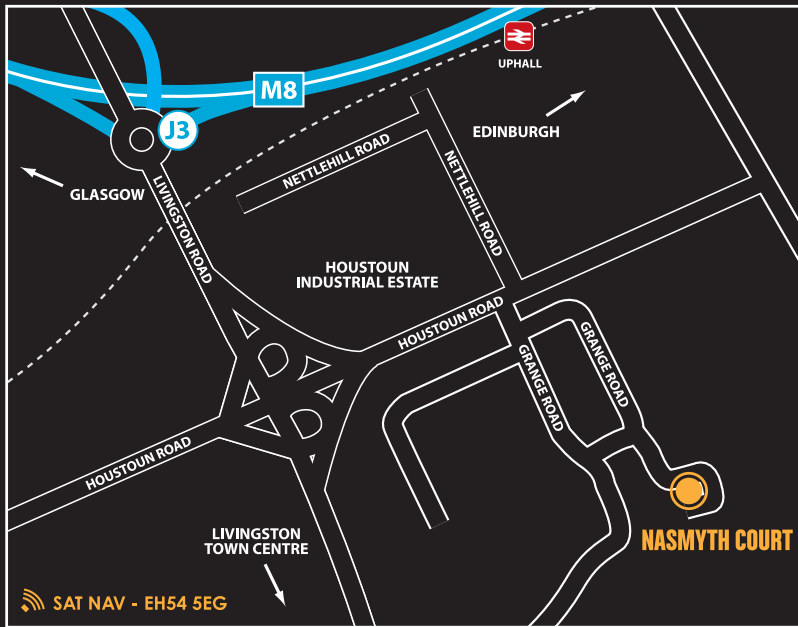 UPHALL
M8
J3
EDINBURGH
NETTLEHILL ROAD
GLASGOW
LIVINGSTON ROAD
NETTLEHILL ROAD
HOUSTOUN
INDUSTRIAL ESTATE
HOUSTOUN ROAD
GRANGE ROAD
GRANGE ROAD
HOUSTOUN ROAD
LIVINGSTON
TOWN CENTRE
NASMYTH COURT
SAT NAV - EH54 5EG